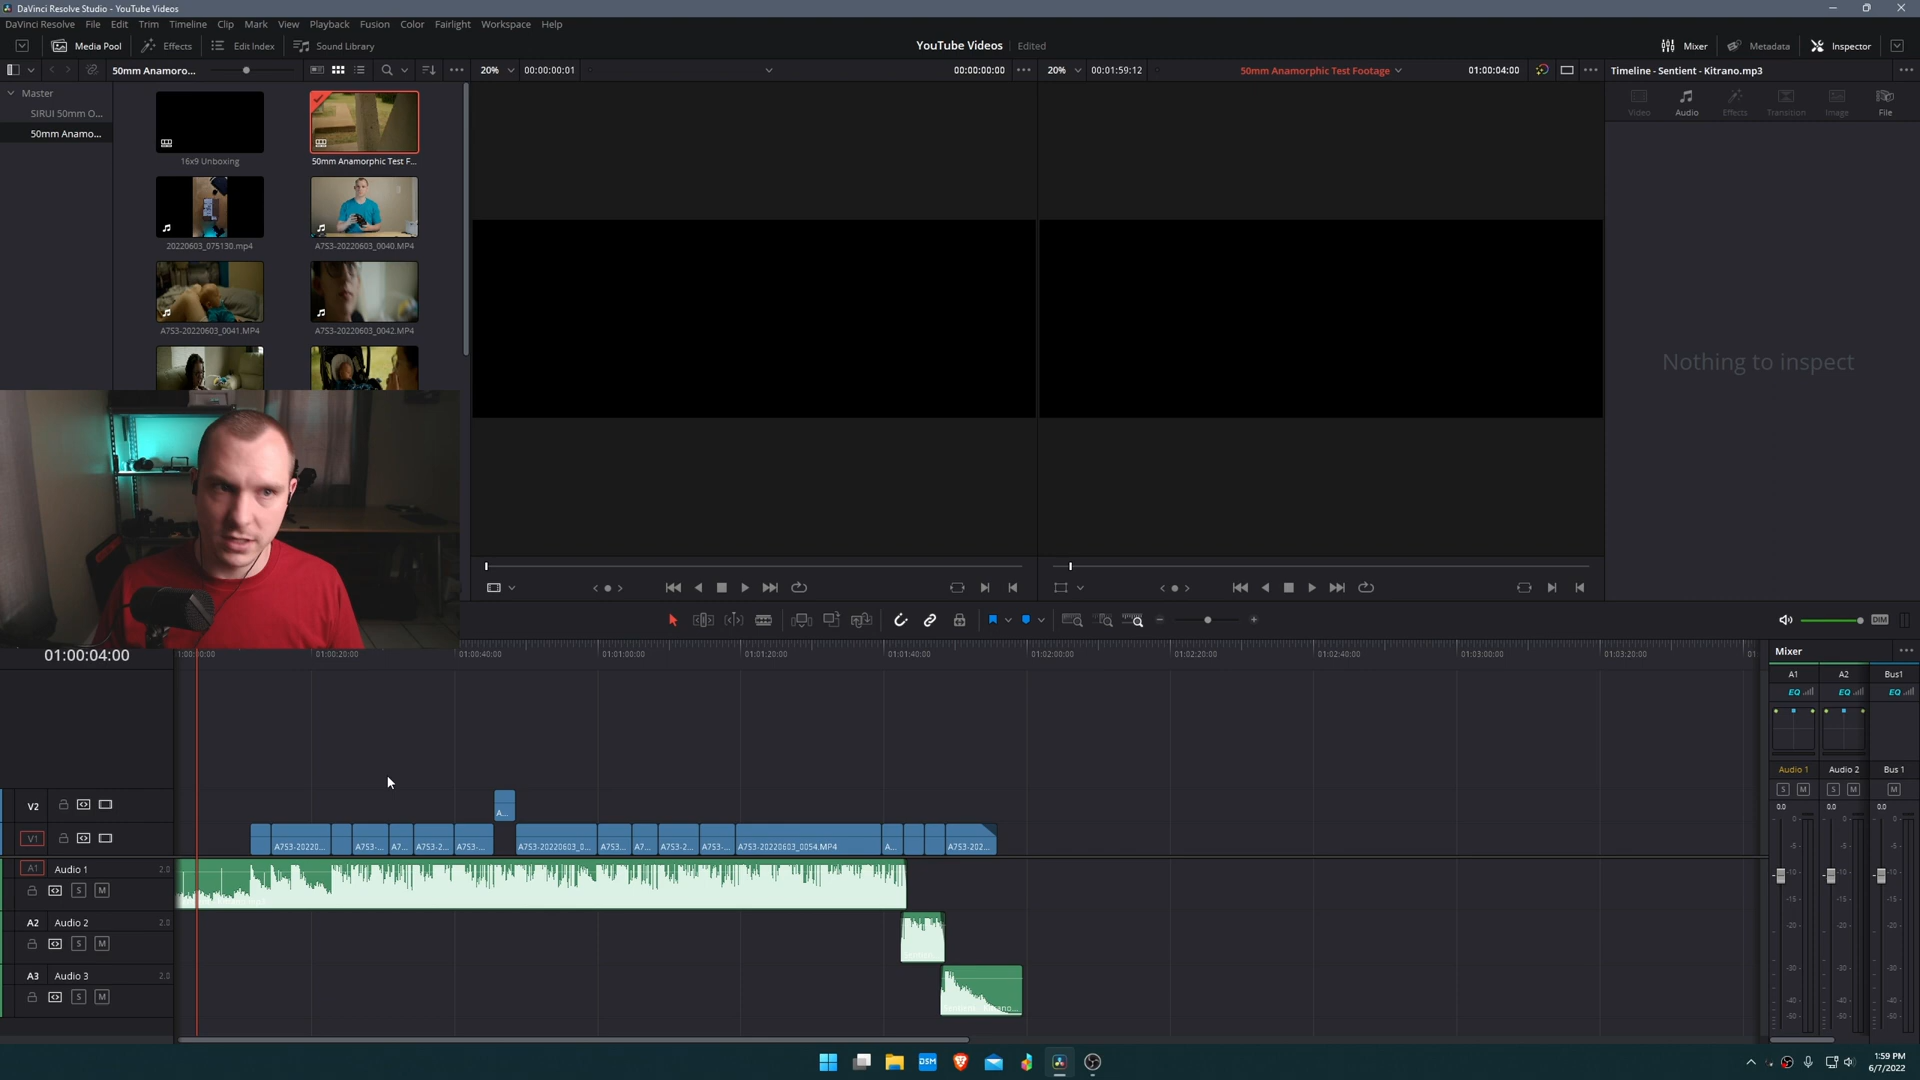 DaVinci Resolve Studio - YouTube Videos
DaVinci Resolve File Edit Trim Timeline Clip Mark View Playback Fusion Color Fairlight Workspace Help
Media Pool Effects Edit Index Sound Library
YouTube Videos Edited
Mixer Metadata Inspector
50mm Anamoro...
20% 00:00:00:01
00:00:00:00
20% 00:01:59:12
50mm Anamorphic Test Footage
01:00:04:00
Timeline - Sentient - Kitrano.mp3
Master
SIRUI 50mm O...
50mm Anamo...
16x9 Unboxing
50mm Anamorphic Test F...
20220603_075130.mp4
A7S3-20220603_0040.MP4
A7S3-20220603_0041.MP4
A7S3-20220603_0042.MP4
Video Audio Effects Transition Image File
Nothing to inspect
DIM
01:00:04:00
01:00:20:00 01:00:40:00 01:01:00:00 01:01:20:00 01:01:40:00 01:02:00:00 01:02:20:00 01:02:40:00 01:03:00:00 01:03:20:00
V2
A...
V1
A7S3-20220... A7S3-... A7... A7S3-2... A7S3-... A7S3-20220603_0... A7S3... A7... A7S3-2... A7S3-... A7S3-20220603_0054.MP4 A... A7S3-202...
A1 Audio 1 2.0
S M
A2 Audio 2 2.0
S M
A3 Audio 3 2.0
S M
Mixer
A1 A2 Bus1
EQ EQ EQ
Audio 1 Audio 2 Bus 1
S M S M M
0.0 0.0 0.0
DSM
1:59 PM
6/7/2022